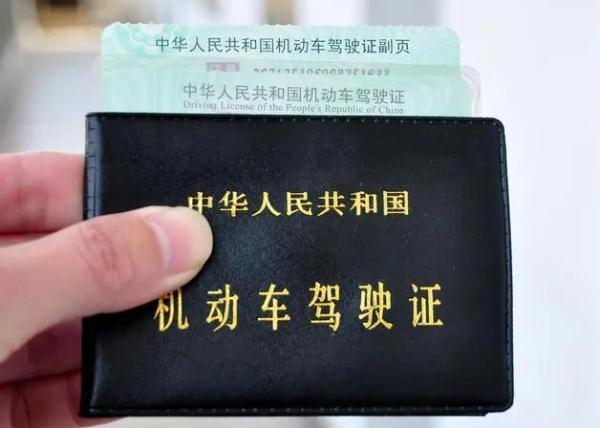 中华人民共和国机动车驾驶证副页
中华人民共和国机动车驾驶证
Driving License of the People's Republic of China
中华人民共和国
机动车驾驶证